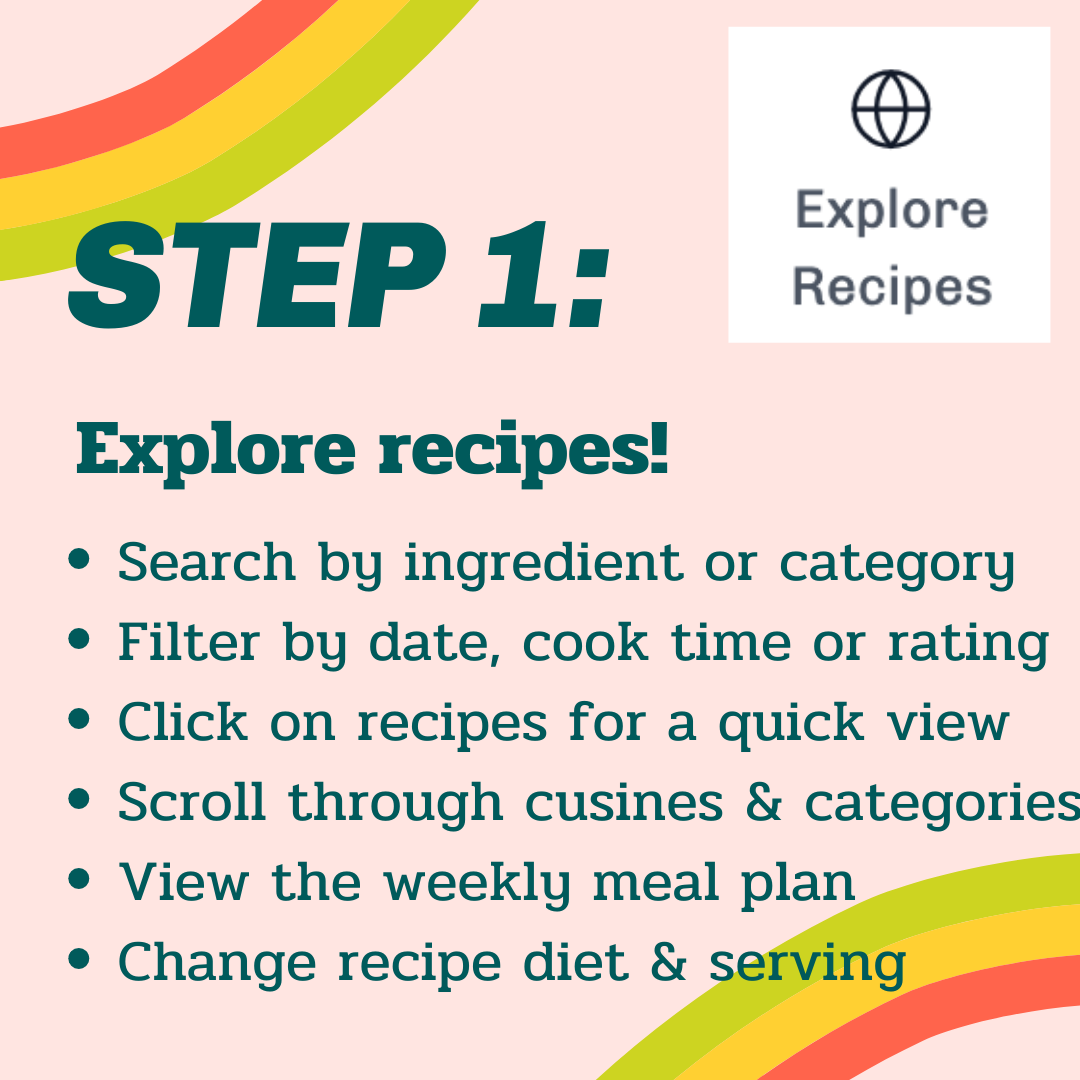 Explore
Recipes
STEP 1:
Explore recipes!
• Search by ingredient or category
• Filter by date, cook time or rating
• Click on recipes for a quick view
• Scroll through cusines & categories
• View the weekly meal plan
• Change recipe diet & serving